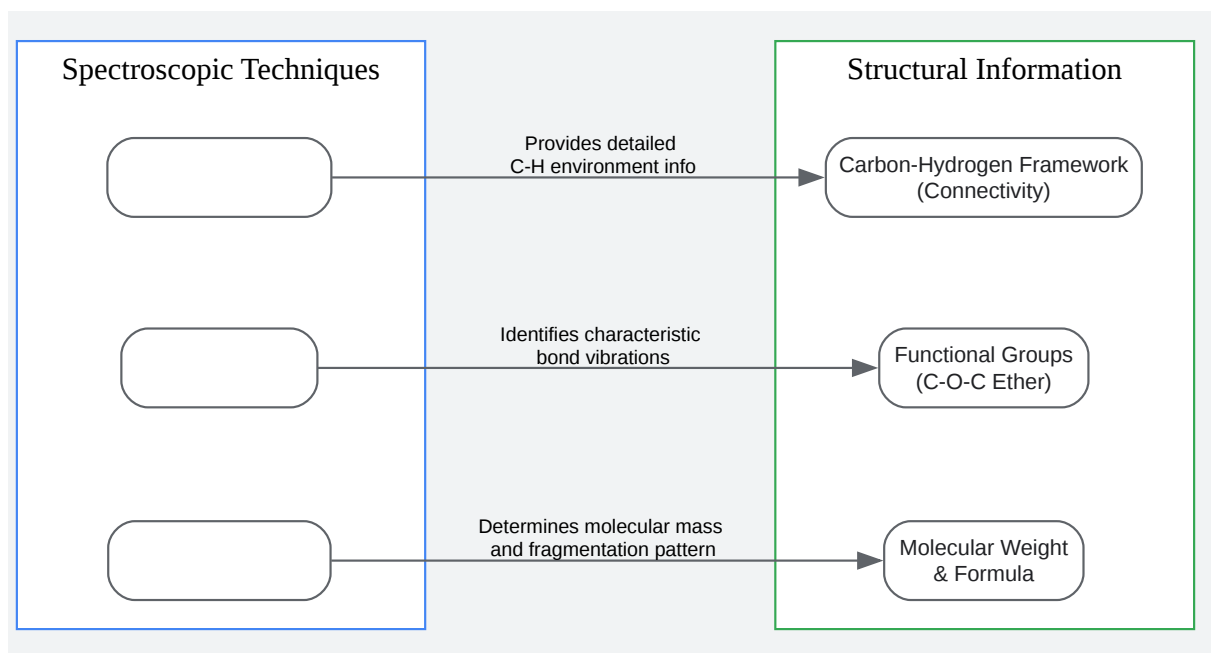 Spectroscopic Techniques
Structural Information
Provides detailed
C-H environment info
Carbon-Hydrogen Framework
(Connectivity)
Identifies characteristic
bond vibrations
Functional Groups
(C-O-C Ether)
Determines molecular mass
and fragmentation pattern
Molecular Weight
& Formula